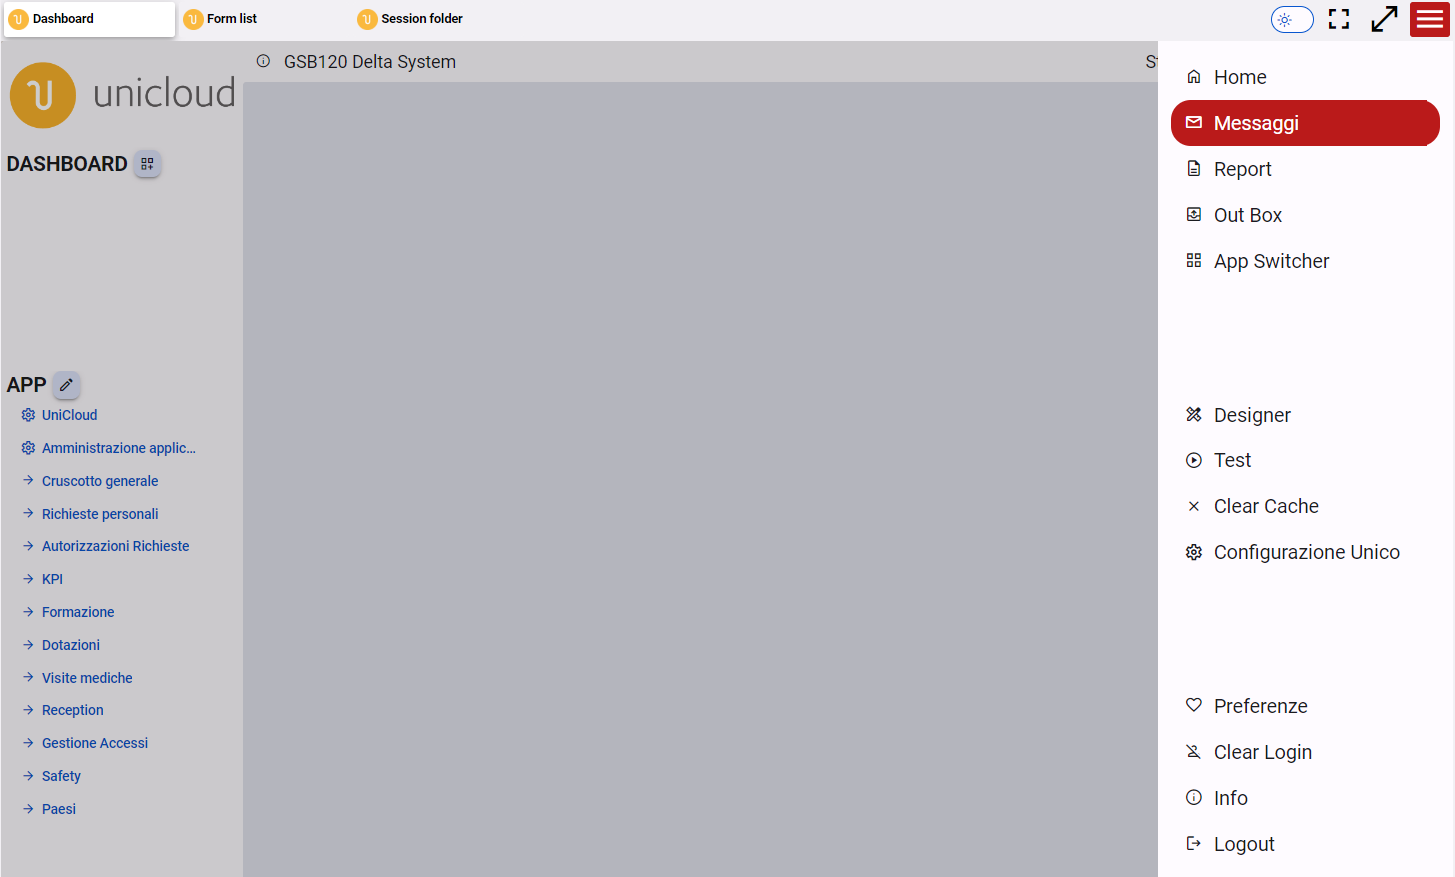 Dashboard
Form list
Session folder
unicloud
GSB120 Delta System
DASHBOARD
APP
UniCloud
Amministrazione applic...
Cruscotto generale
Richieste personali
Autorizzazioni Richieste
KPI
Formazione
Dotazioni
Visite mediche
Reception
Gestione Accessi
Safety
Paesi
Home
Messaggi
Report
Out Box
App Switcher
Designer
Test
Clear Cache
Configurazione Unico
Preferenze
Clear Login
Info
Logout